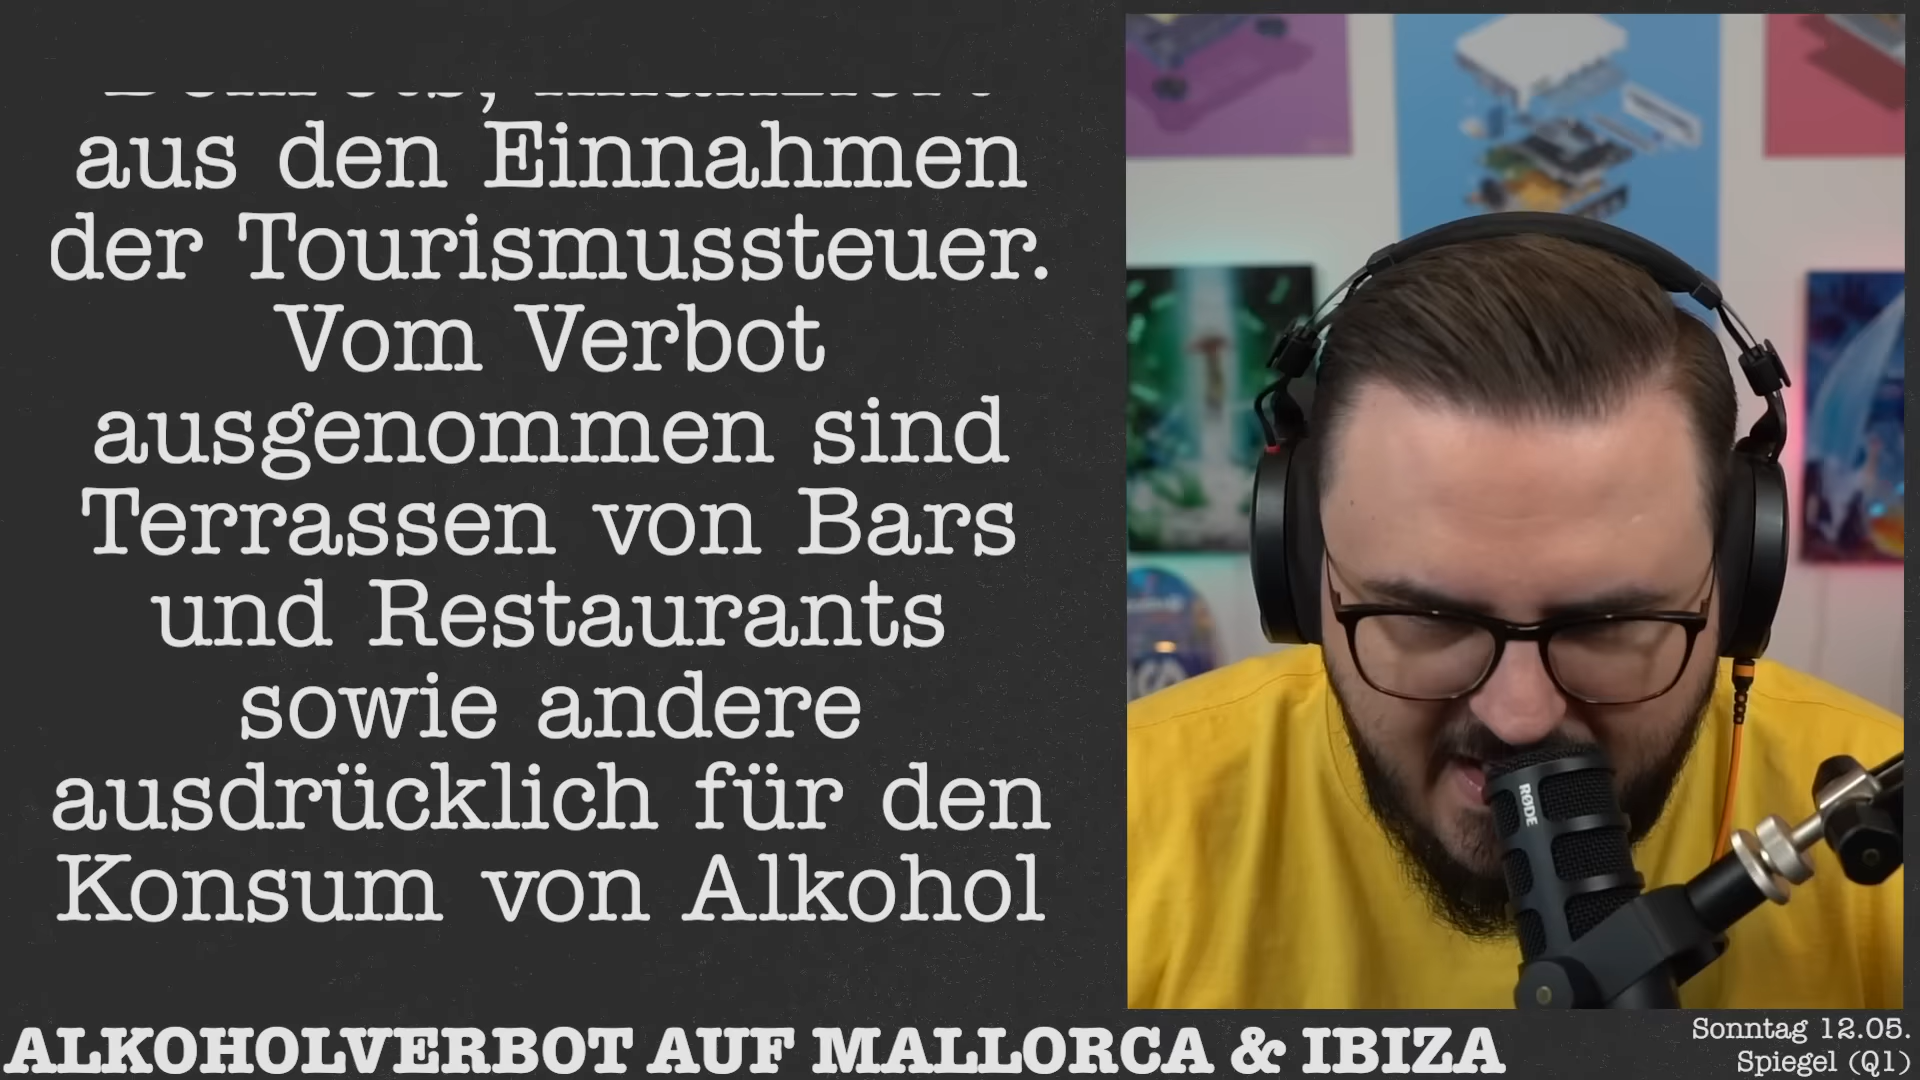 aus den Einnahmen
der Tourismussteuer.
Vom Verbot
ausgenommen sind
Terrassen von Bars
und Restaurants
sowie andere
ausdrücklich für den
Konsum von Alkohol
RØDE
ALKOHOLVERBOT AUF MALLORCA & IBIZA
Sonntag 12.05.
Spiegel (Q1)